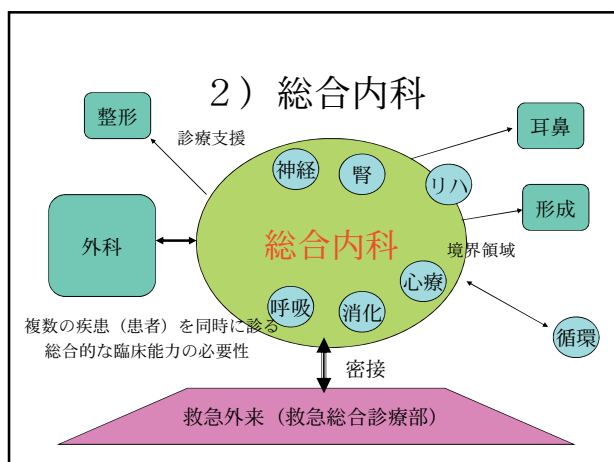 2）総合内科
整形
診療支援
耳鼻
神経
腎
リハ
形成
外科
総合内科
境界領域
心療
呼吸
消化
複数の疾患（患者）を同時に診る
総合的な臨床能力の必要性
循環
密接
救急外来（救急総合診療部）